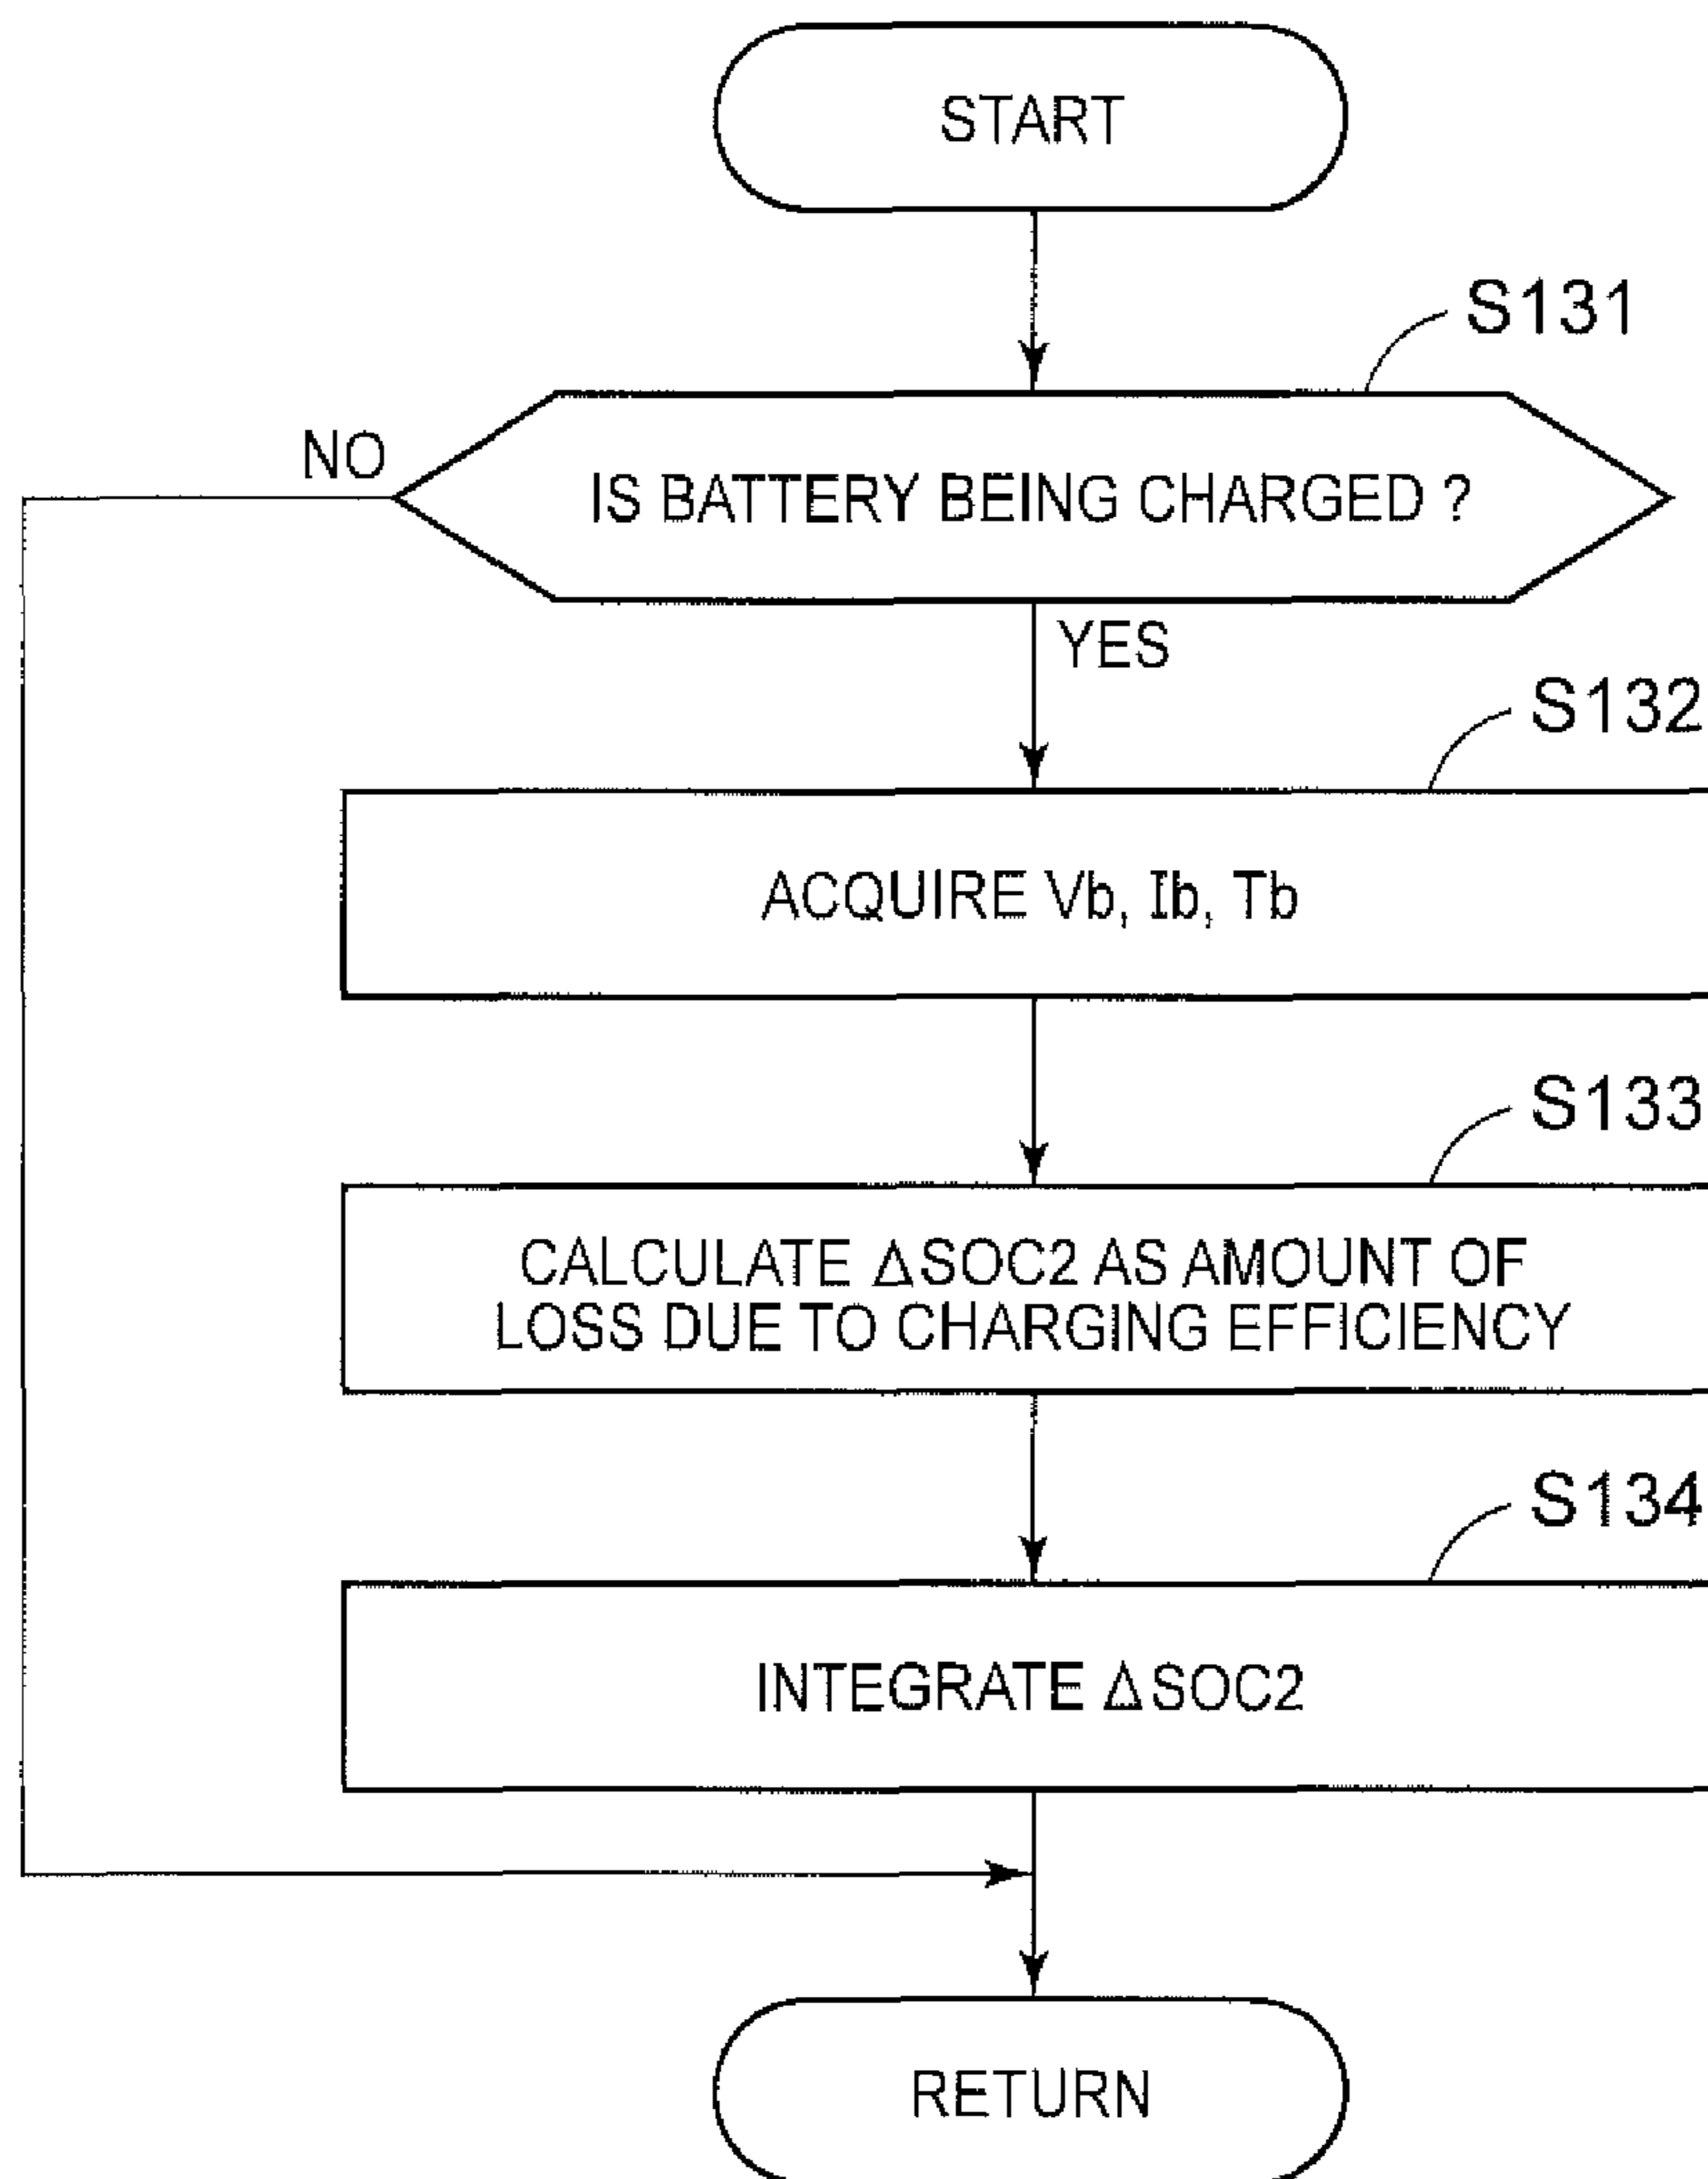 START
S131
NO
IS BATTERY BEING CHARGED ?
YES
S132
ACQUIRE Vb, Ib, Tb
S133
CALCULATE ΔSOC2 AS AMOUNT OF
LOSS DUE TO CHARGING EFFICIENCY
S134
INTEGRATE ΔSOC2
RETURN